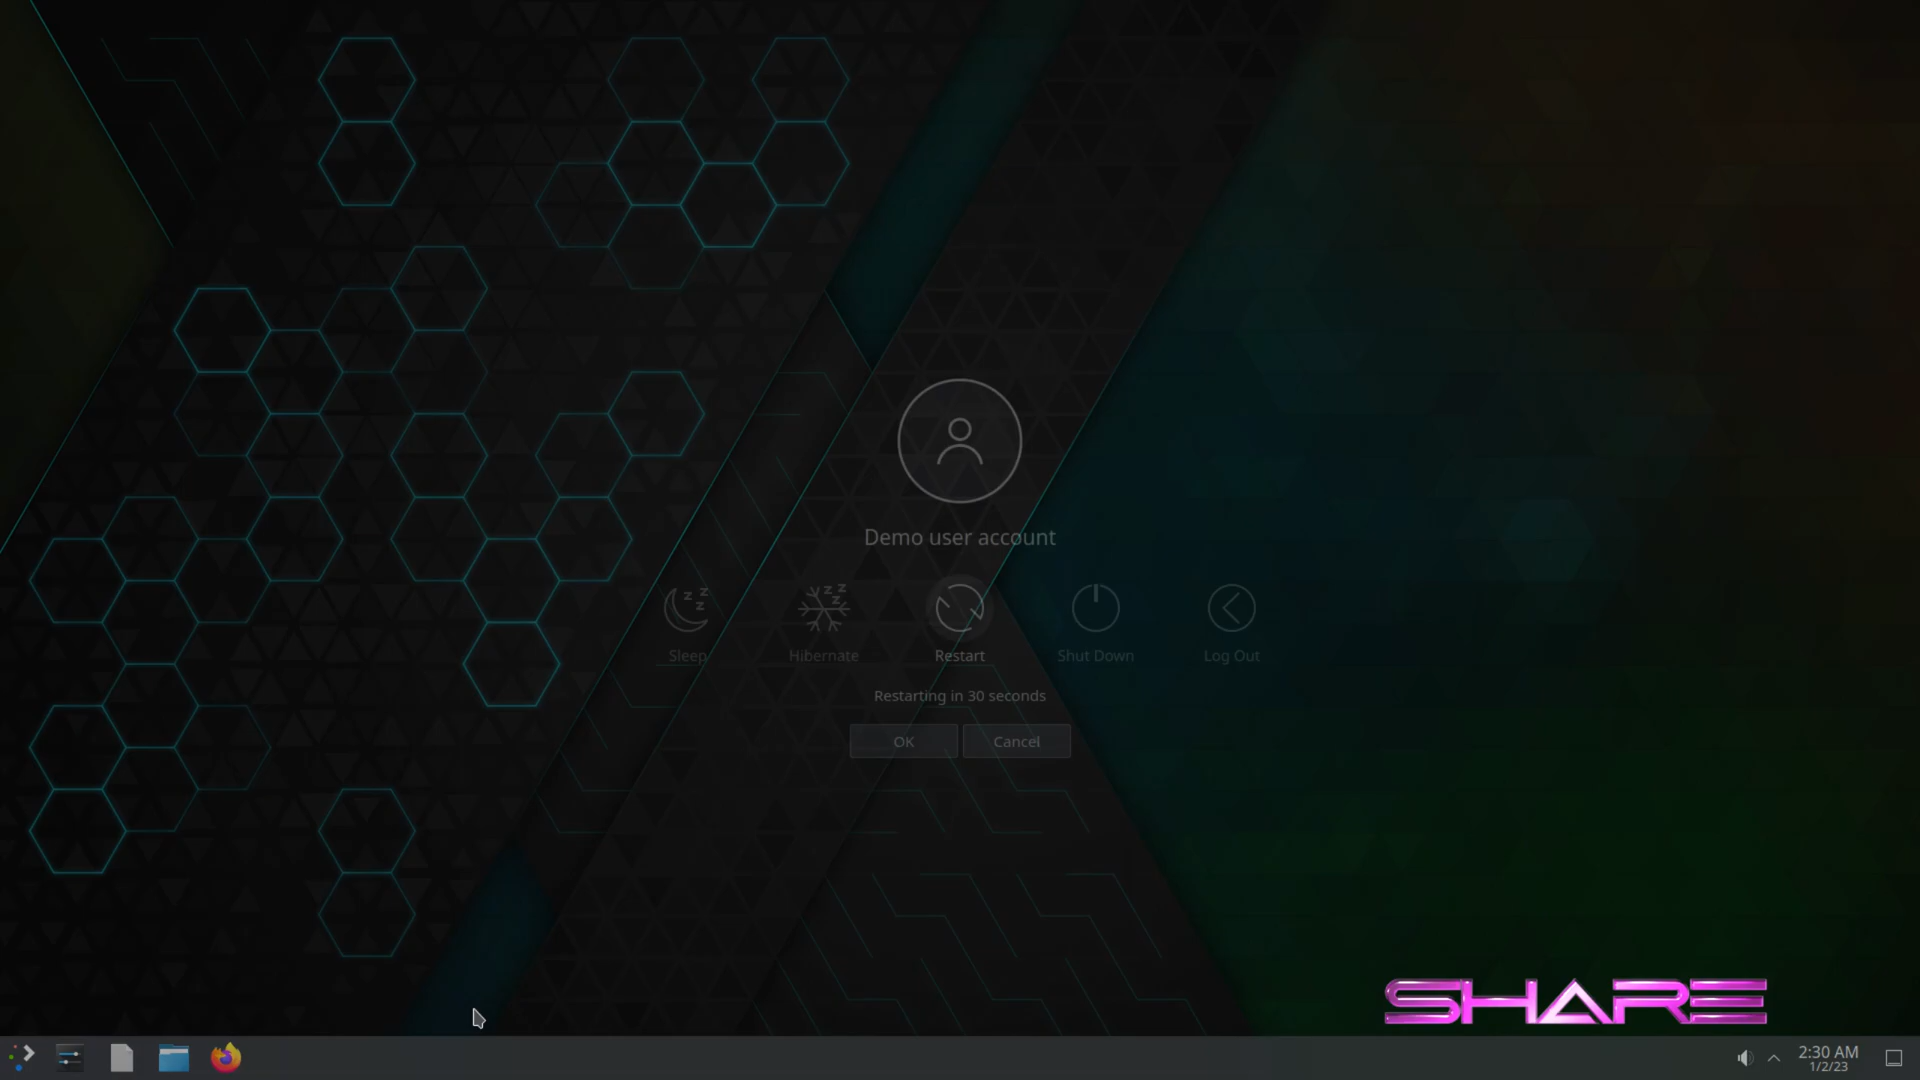 Demo user account
Sleep
Hibernate
Restart
Shut Down
Log Out
Restarting in 30 seconds
OK
Cancel
SHARE
2:30 AM
1/2/23